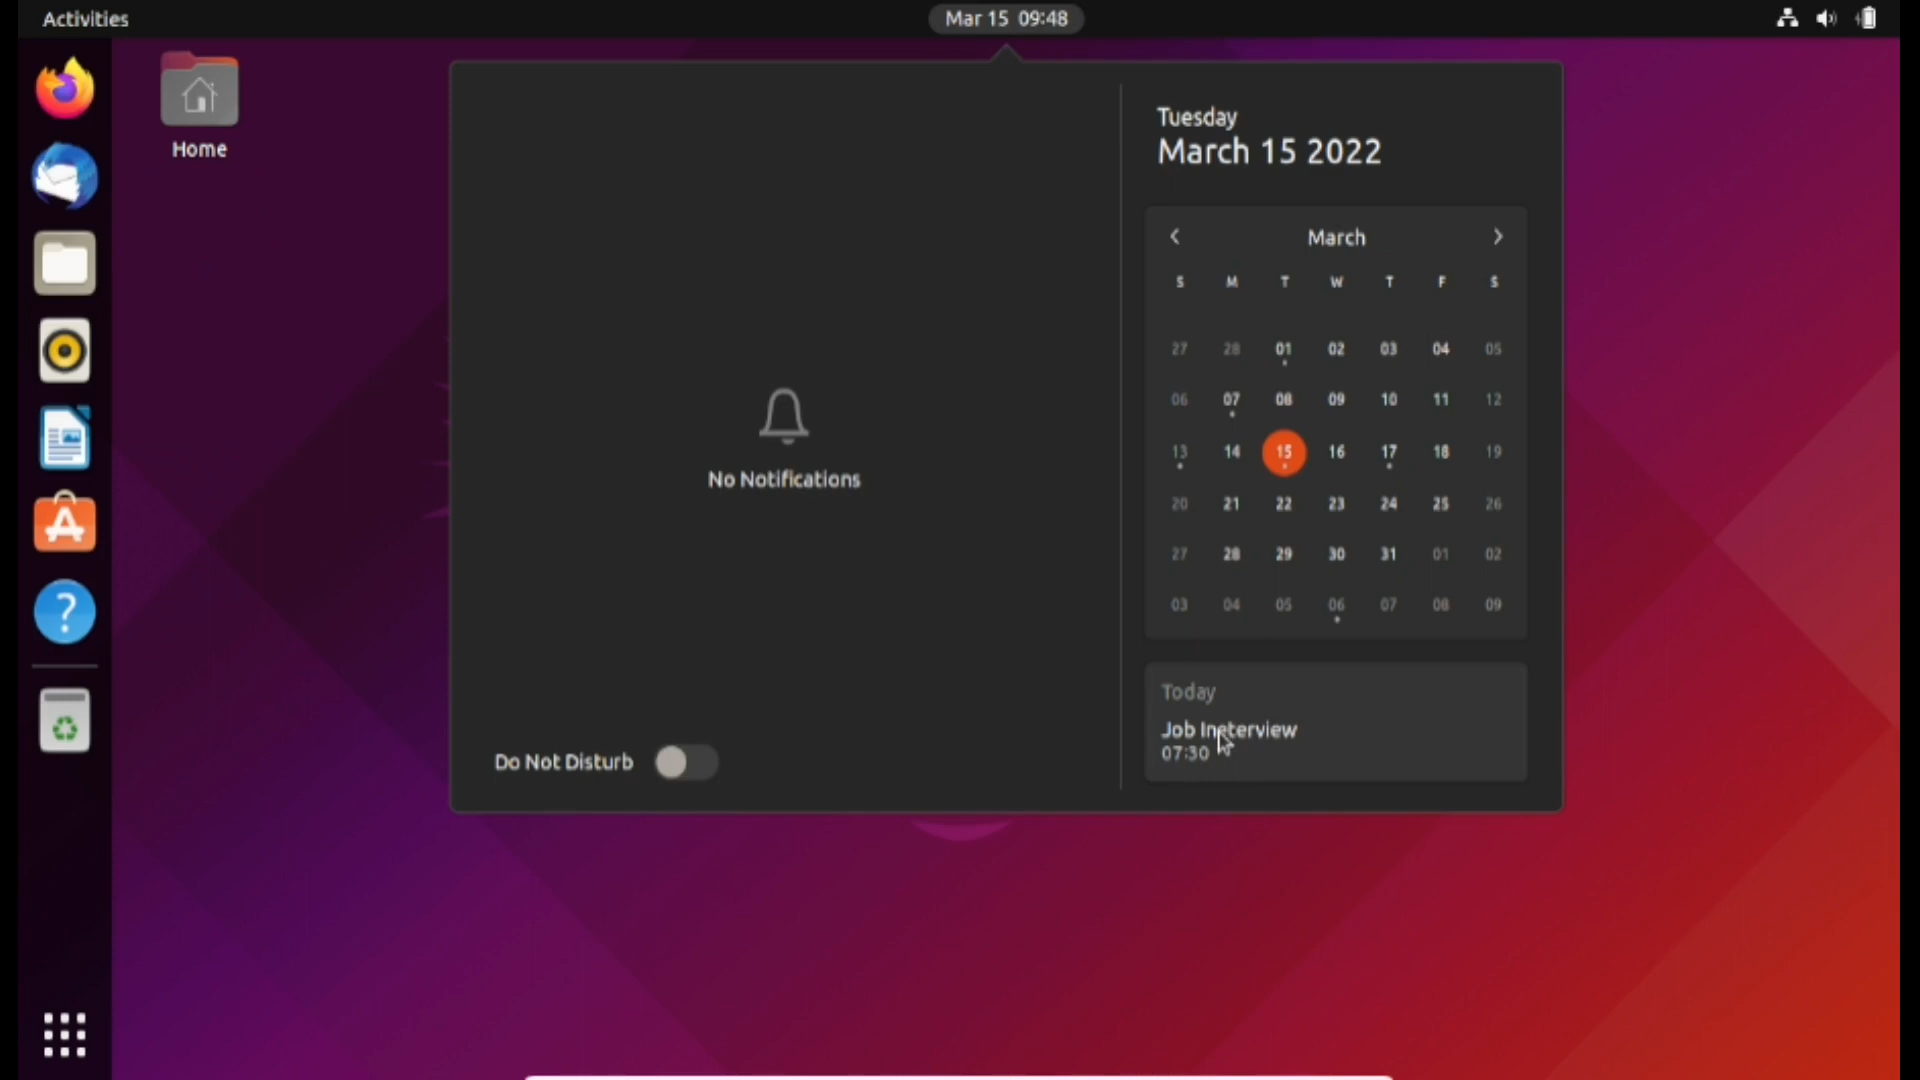 Activities
Mar 15 09:48
Home
Tuesday
March 15 2022
March
S M T W T F S
27 28 01 02 03 04 05
06 07 08 09 10 11 12
13 14 15 16 17 18 19
20 21 22 23 24 25 26
27 28 29 30 31 01 02
03 04 05 06 07 08 09
No Notifications
Today
Job Ineterview
07:30
Do Not Disturb